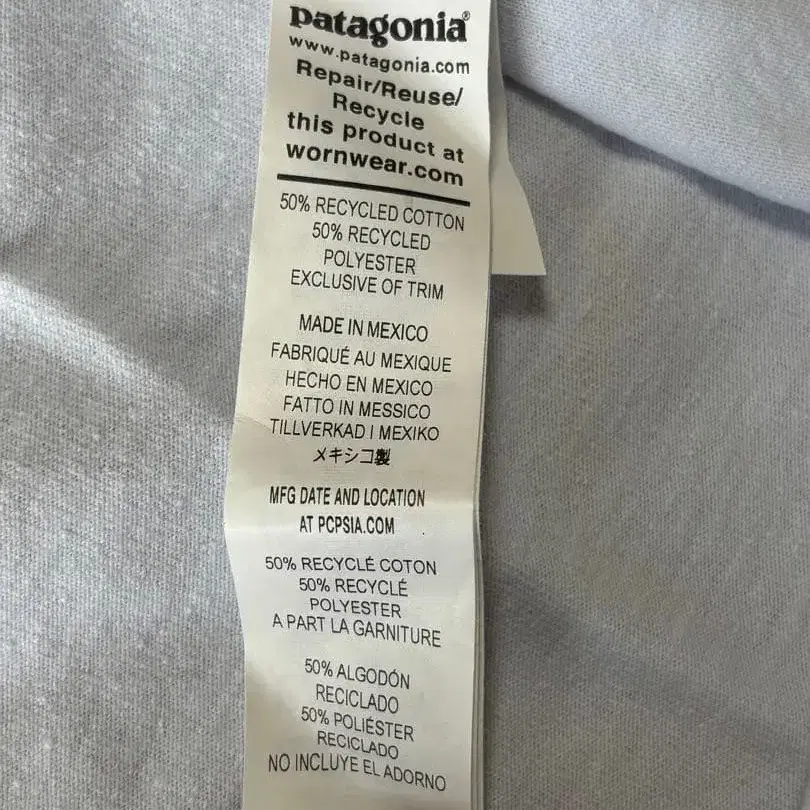 patagonia®
www.patagonia.com
Repair/Reuse/
Recycle
this product at
wornwear.com
50% RECYCLED COTTON
50% RECYCLED
POLYESTER
EXCLUSIVE OF TRIM
MADE IN MEXICO
FABRIQUÉ AU MEXIQUE
HECHO EN MEXICO
FATTO IN MESSICO
TILLVERKAD I MEXIKO
メキシコ製
MFG DATE AND LOCATION
AT PCPSIA.COM
50% RECYCLÉ COTON
50% RECYCLÉ
POLYESTER
A PART LA GARNITURE
50% ALGODÓN
RECICLADO
50% POLIÉSTER
RECICLADO
NO INCLUYE EL ADORNO